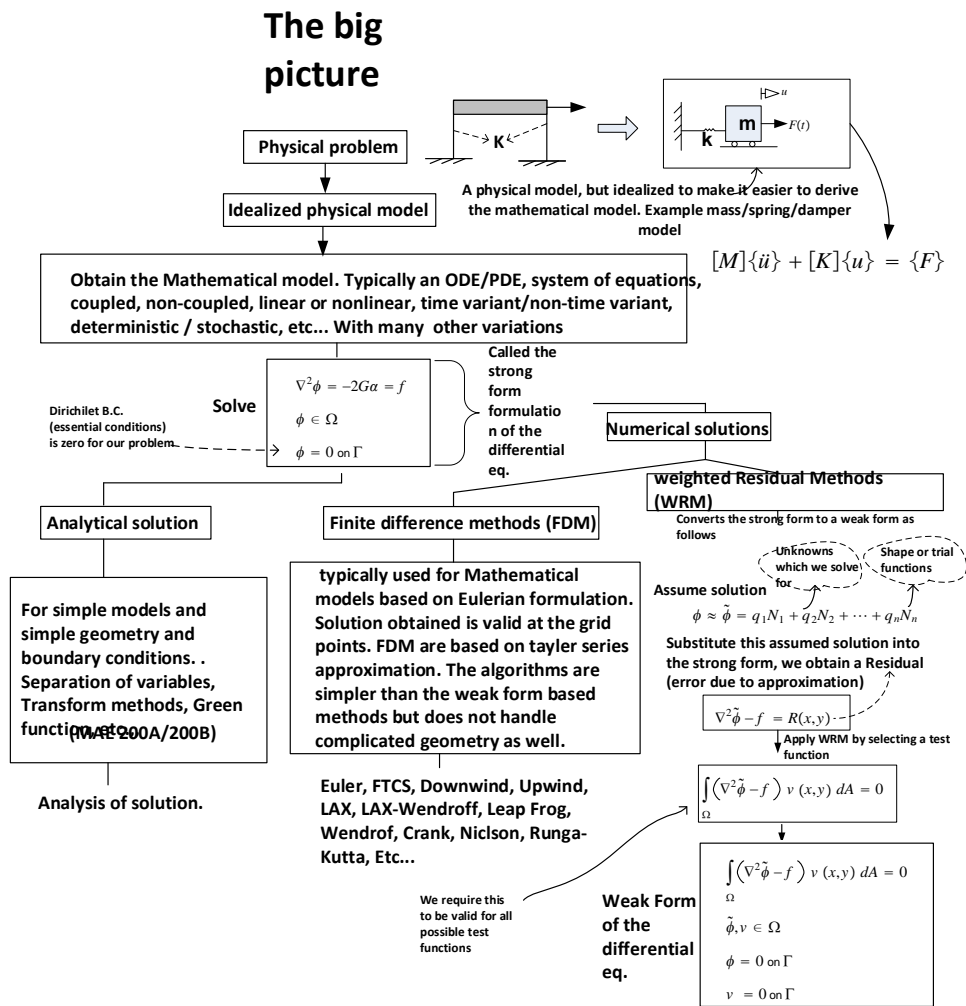 The big
picture
u
m
F(t)
k
K
Physical problem
Idealized physical model
A physical model, but idealized to make it easier to derive
the mathematical model. Example mass/spring/damper
model
[M]{ü} + [K]{u} = {F}
Obtain the Mathematical model. Typically an ODE/PDE, system of equations,
coupled, non-coupled, linear or nonlinear, time variant/non-time variant,
deterministic / stochastic, etc... With many other variations
Solve
∇²ϕ = −2Gα = f
ϕ ∈ Ω
ϕ = 0 on Γ
Dirichilet B.C.
(essential conditions)
is zero for our problem
Called the
strong
form
formulatio
n of the
differential
eq.
Numerical solutions
Analytical solution
Finite difference methods (FDM)
weighted Residual Methods
(WRM)
Converts the strong form to a weak form as
follows
For simple models and
simple geometry and
boundary conditions. .
Separation of variables,
Transform methods, Green
function, etc..
(MAE 200A/200B)
Analysis of solution.
typically used for Mathematical
models based on Eulerian formulation.
Solution obtained is valid at the grid
points. FDM are based on tayler series
approximation. The algorithms are
simpler than the weak form based
methods but does not handle
complicated geometry as well.
Euler, FTCS, Downwind, Upwind,
LAX, LAX-Wendroff, Leap Frog,
Wendrof, Crank, Niclson, Runga-
Kutta, Etc...
Unknowns
which we solve
for
Shape or trial
functions
Assume solution
ϕ ≈ ϕ̃ = q₁N₁ + q₂N₂ + ⋯ + qₙNₙ
Substitute this assumed solution into
the strong form, we obtain a Residual
(error due to approximation)
∇²ϕ̃ − f = R(x,y)
Apply WRM by selecting a test
function
∫(∇²ϕ̃ − f) v (x,y) dA = 0
Ω
We require this
to be valid for all
possible test
functions
Weak Form
of the
differential
eq.
∫(∇²ϕ̃ − f) v (x,y) dA = 0
Ω
ϕ̃, v ∈ Ω
ϕ = 0 on Γ
v = 0 on Γ